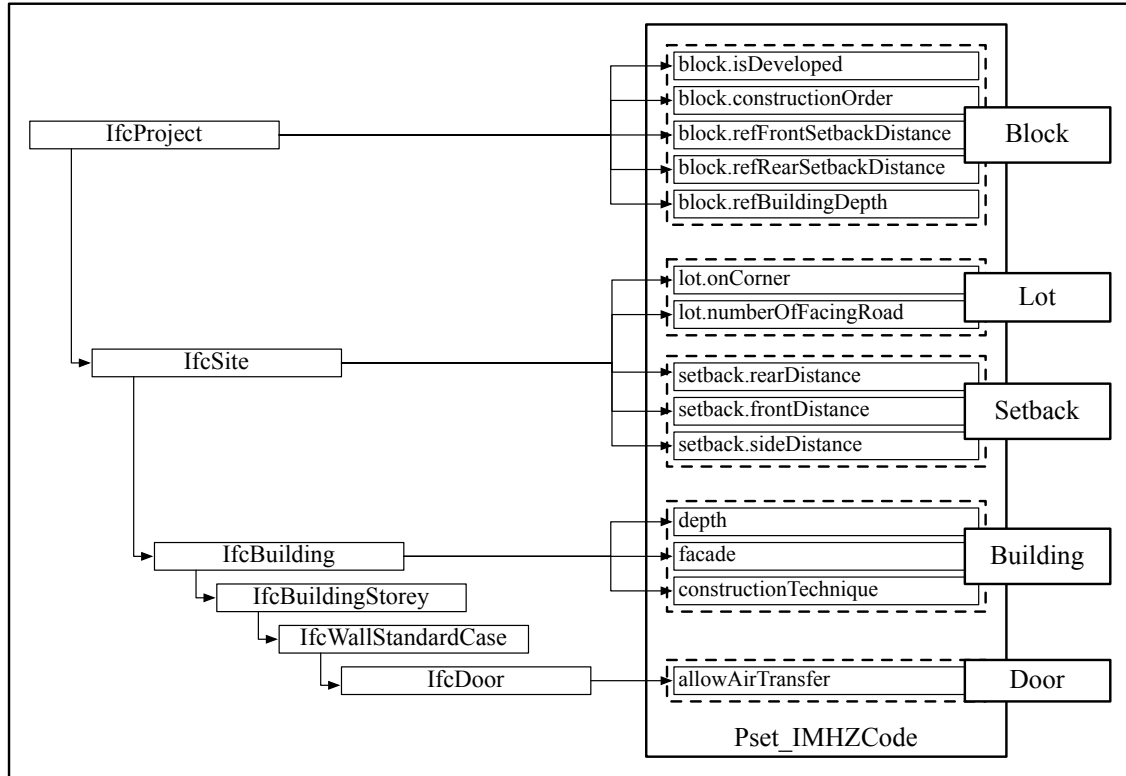 block.isDeveloped
block.constructionOrder
IfcProject
block.refFrontSetbackDistance
Block
block.refRearSetbackDistance
block.refBuildingDepth
lot.onCorner
Lot
lot.numberOfFacingRoad
IfcSite
setback.rearDistance
setback.frontDistance
Setback
setback.sideDistance
depth
IfcBuilding
facade
Building
constructionTechnique
IfcBuildingStorey
IfcWallStandardCase
IfcDoor
allowAirTransfer
Door
Pset_IMHZCode